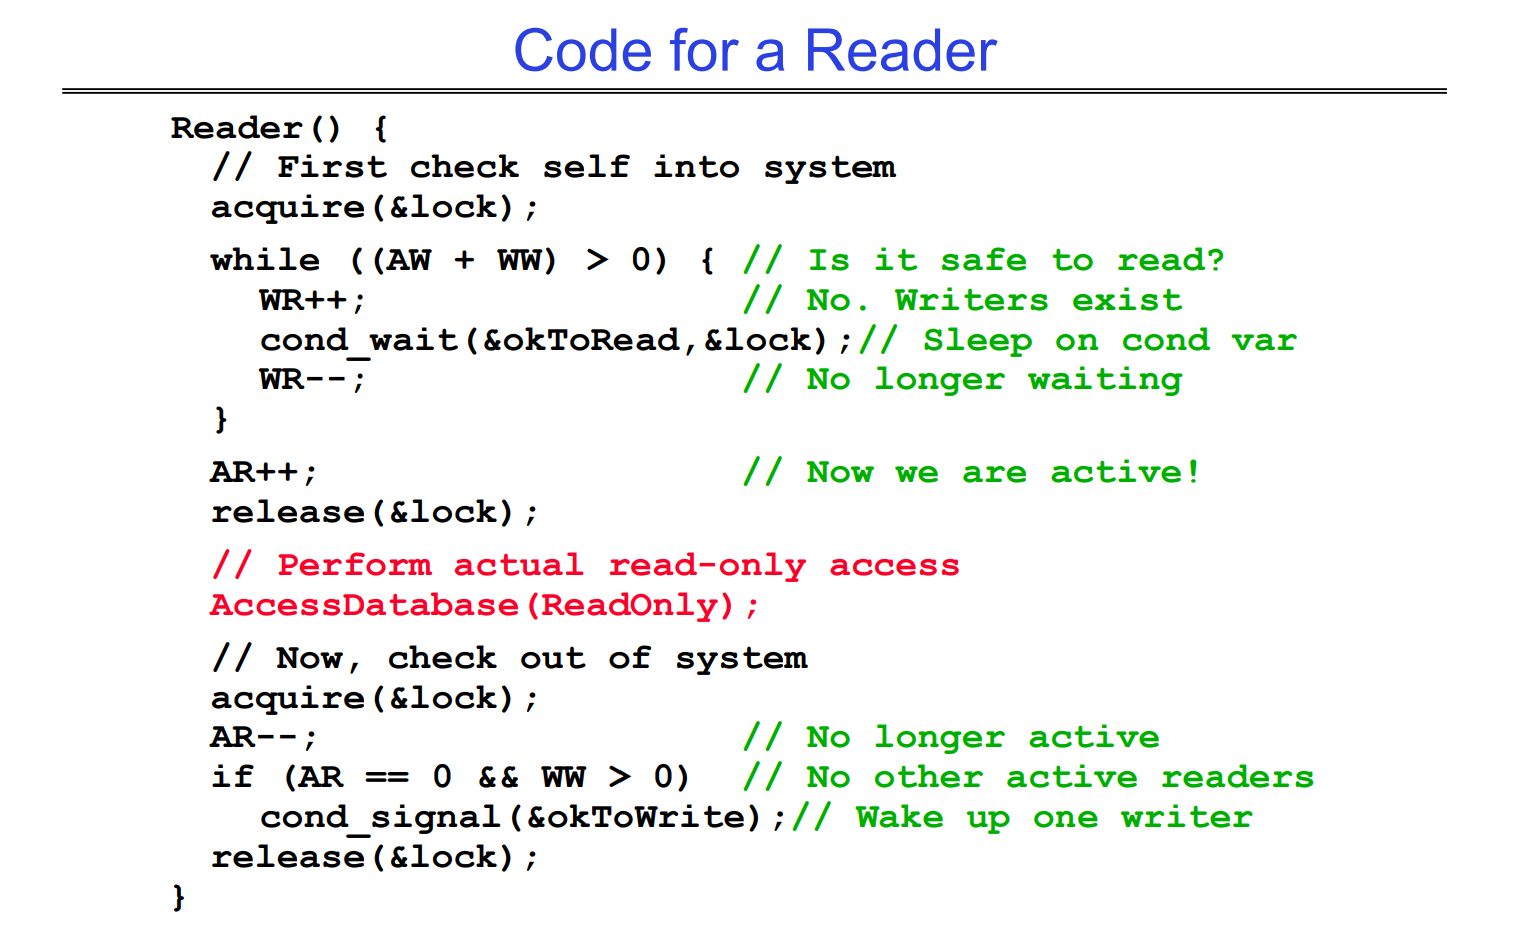 Code for a Reader
Reader() {
// First check self into system
acquire(&lock);
while ((AW + WW) > 0) { // Is it safe to read?
WR++; // No. Writers exist
cond_wait(&okToRead,&lock);// Sleep on cond var
WR--; // No longer waiting
}
AR++; // Now we are active!
release(&lock);
// Perform actual read-only access
AccessDatabase(ReadOnly);
// Now, check out of system
acquire(&lock);
AR--; // No longer active
if (AR == 0 && WW > 0) // No other active readers
cond_signal(&okToWrite);// Wake up one writer
release(&lock);
}